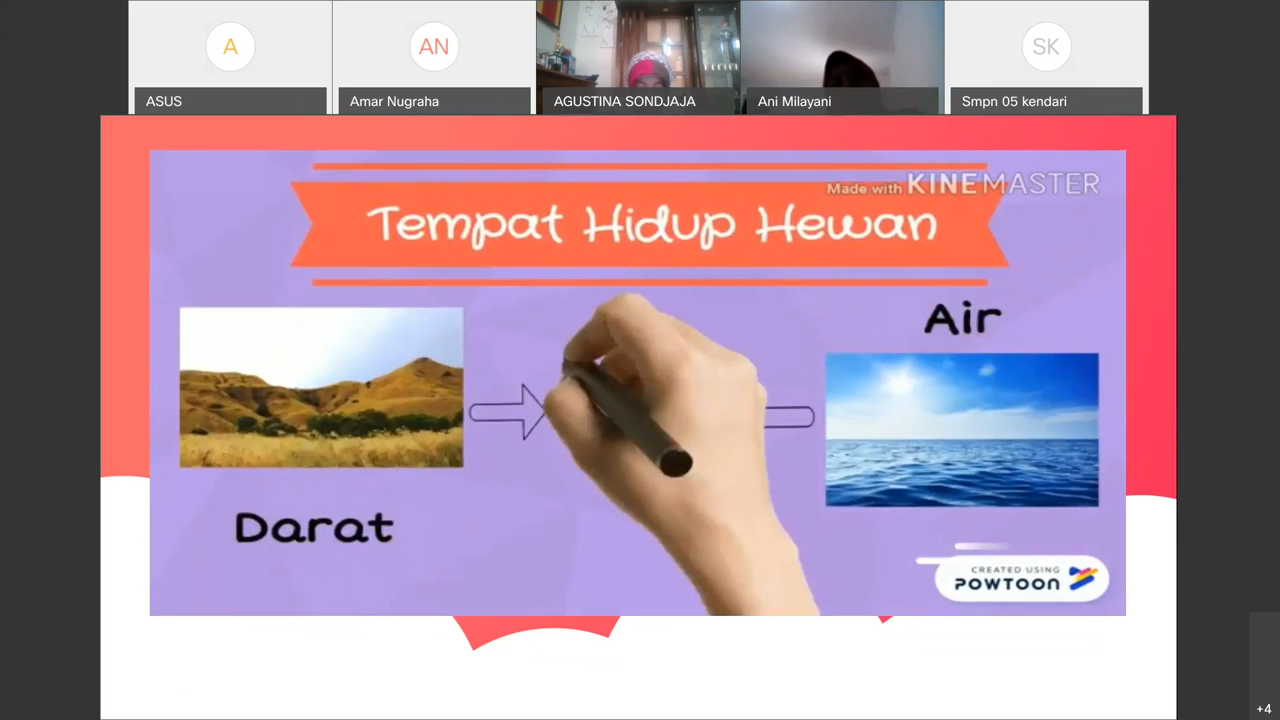 A
AN
SK
ASUS
Amar Nugraha
AGUSTINA SONDJAJA
Ani Milayani
Smpn 05 kendari
Made with KINEMASTER
Tempat Hidup Hewan
Air
Darat
CREATED USING
POWTOON
+4